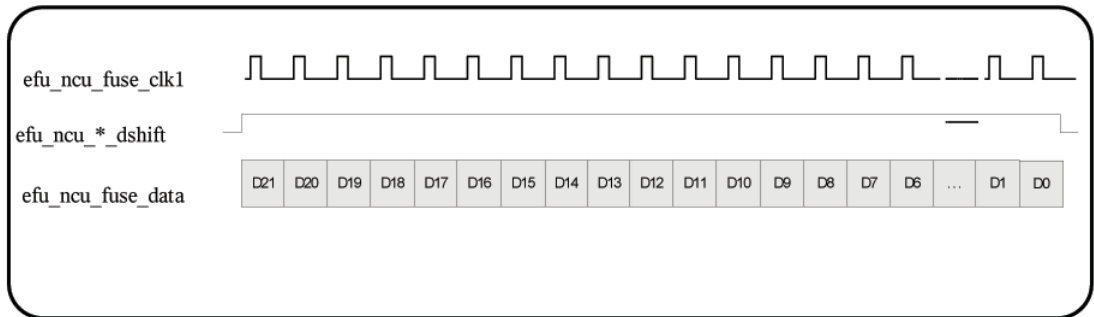 efu_ncu_fuse_clk1
efu_ncu_*_dshift
efu_ncu_fuse_data D21 D20 D19 D18 D17 D16 D15 D14 D13 D12 D11 D10 D9 D8 D7 D6 ... D1 D0